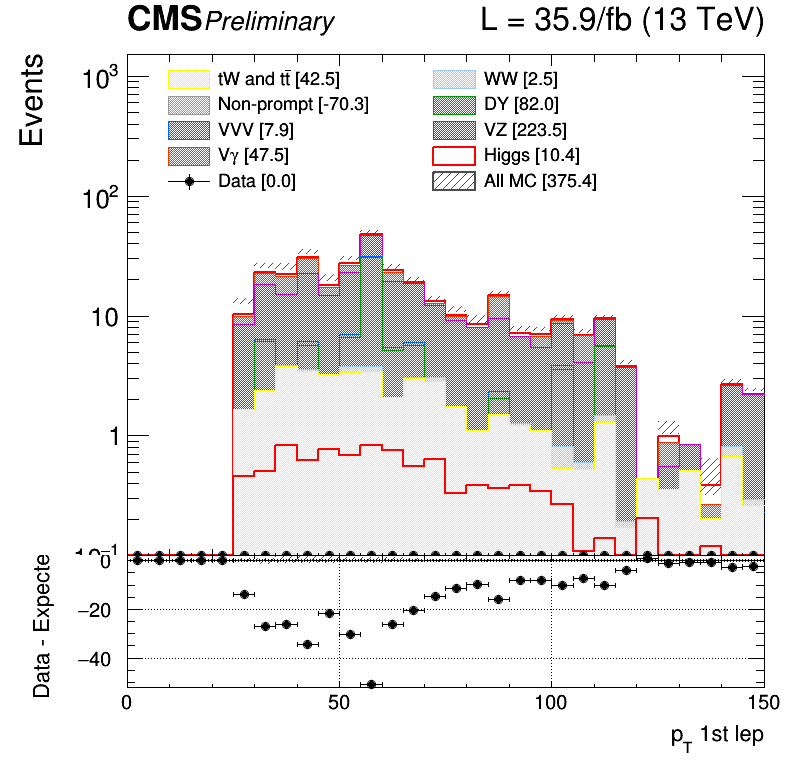 CMS Preliminary L = 35.9/fb (13 TeV)
Events
tW and tt̄ [42.5] WW [2.5]
Non-prompt [-70.3] DY [82.0]
VVV [7.9] VZ [223.5]
Vγ [47.5] Higgs [10.4]
Data [0.0] All MC [375.4]
10³
10²
10
1
10⁻¹
Data - Expecte
0
−20
−40
0 50 100 150
p_T 1st lep